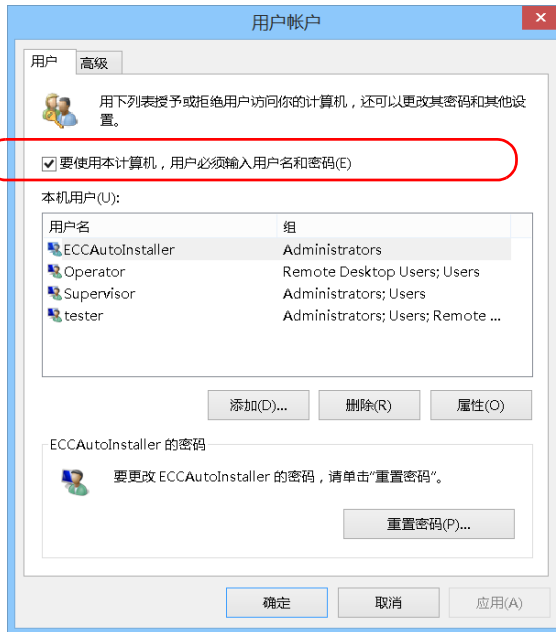 用户帐户
用户
高级
用下列表授予或拒绝用户访问你的计算机，还可以更改其密码和其他设
置。
要使用本计算机，用户必须输入用户名和密码(E)
本机用户(U):
用户名 组
ECCAutoInstaller Administrators
Operator Remote Desktop Users; Users
Supervisor Administrators; Users
tester Administrators; Users; Remote ...
添加(D)... 删除(R) 属性(O)
ECCAutoInstaller 的密码
要更改 ECCAutoInstaller 的密码，请单击"重置密码"。
重置密码(P)...
确定 取消 应用(A)